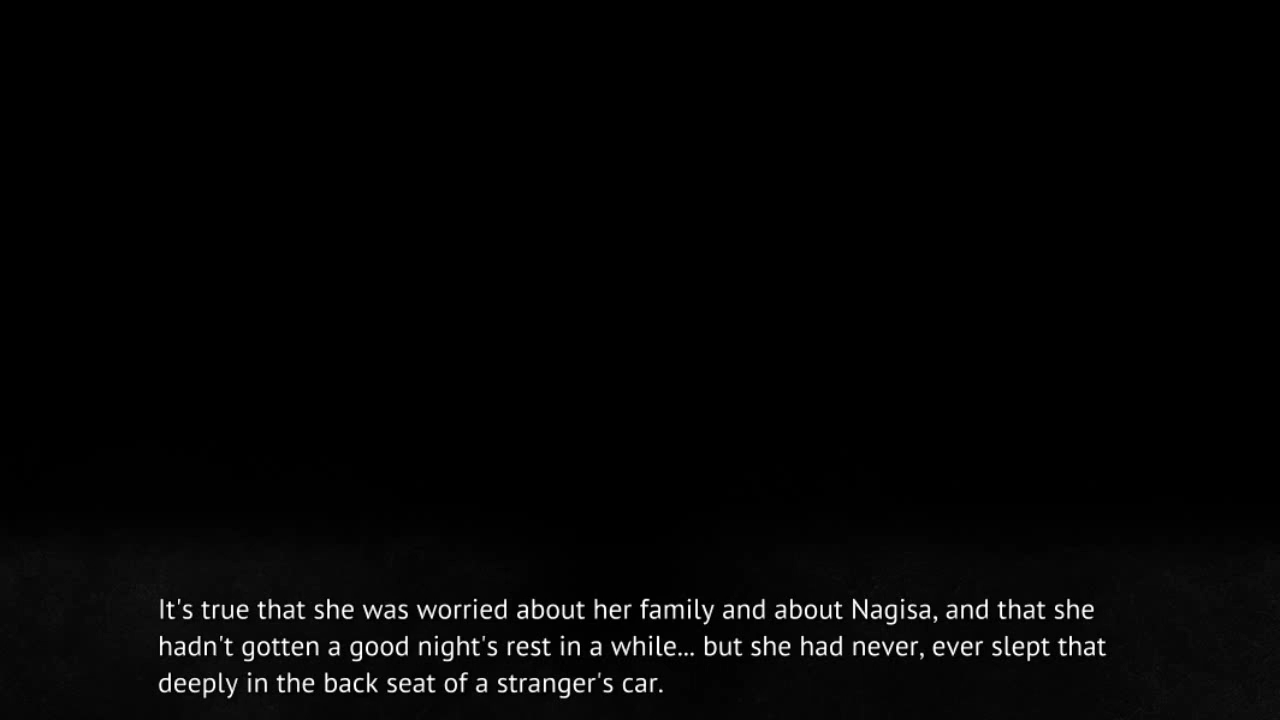 It's true that she was worried about her family and about Nagisa, and that she
hadn't gotten a good night's rest in a while... but she had never, ever slept that
deeply in the back seat of a stranger's car.